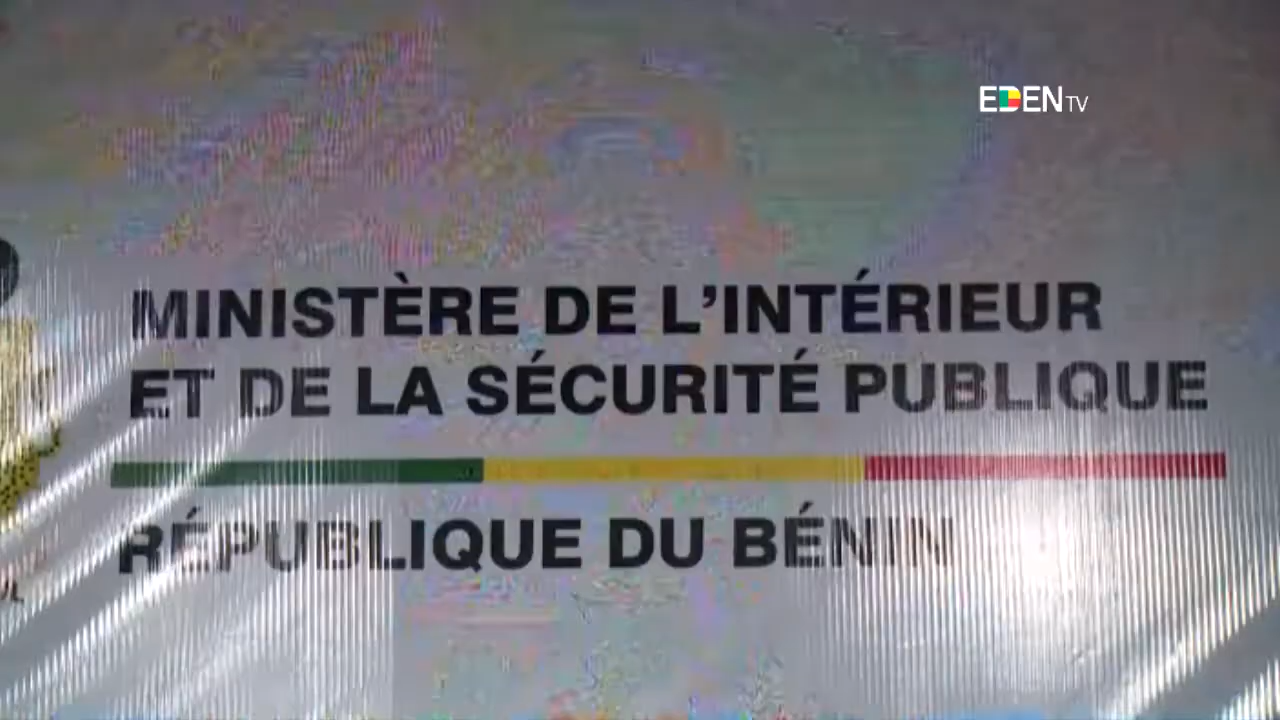 EDEN TV
MINISTÈRE DE L'INTÉRIEUR
ET DE LA SÉCURITÉ PUBLIQUE
RÉPUBLIQUE DU BÉNIN